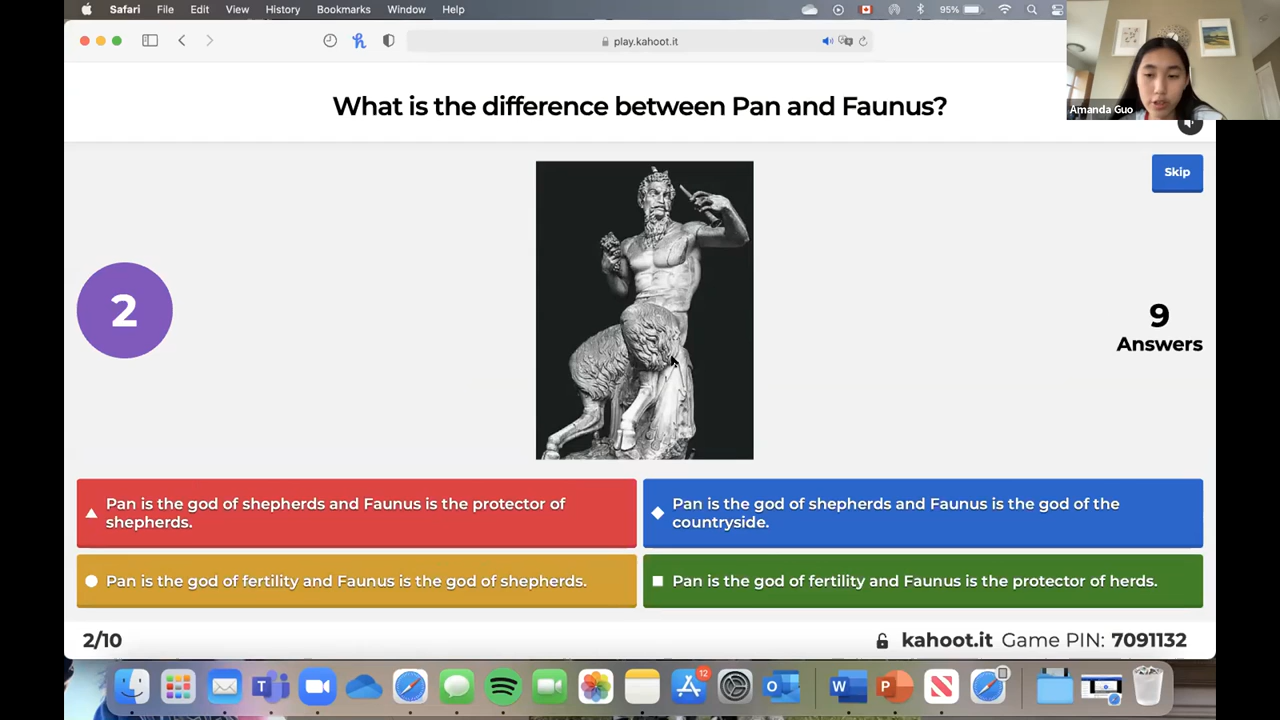 Safari File Edit View History Bookmarks Window Help 95%
play.kahoot.it
What is the difference between Pan and Faunus?
Amanda Guo
Skip
2
9
Answers
Pan is the god of shepherds and Faunus is the protector of
shepherds.
Pan is the god of shepherds and Faunus is the god of the
countryside.
Pan is the god of fertility and Faunus is the god of shepherds.
Pan is the god of fertility and Faunus is the protector of herds.
2/10
kahoot.it Game PIN: 7091132
12